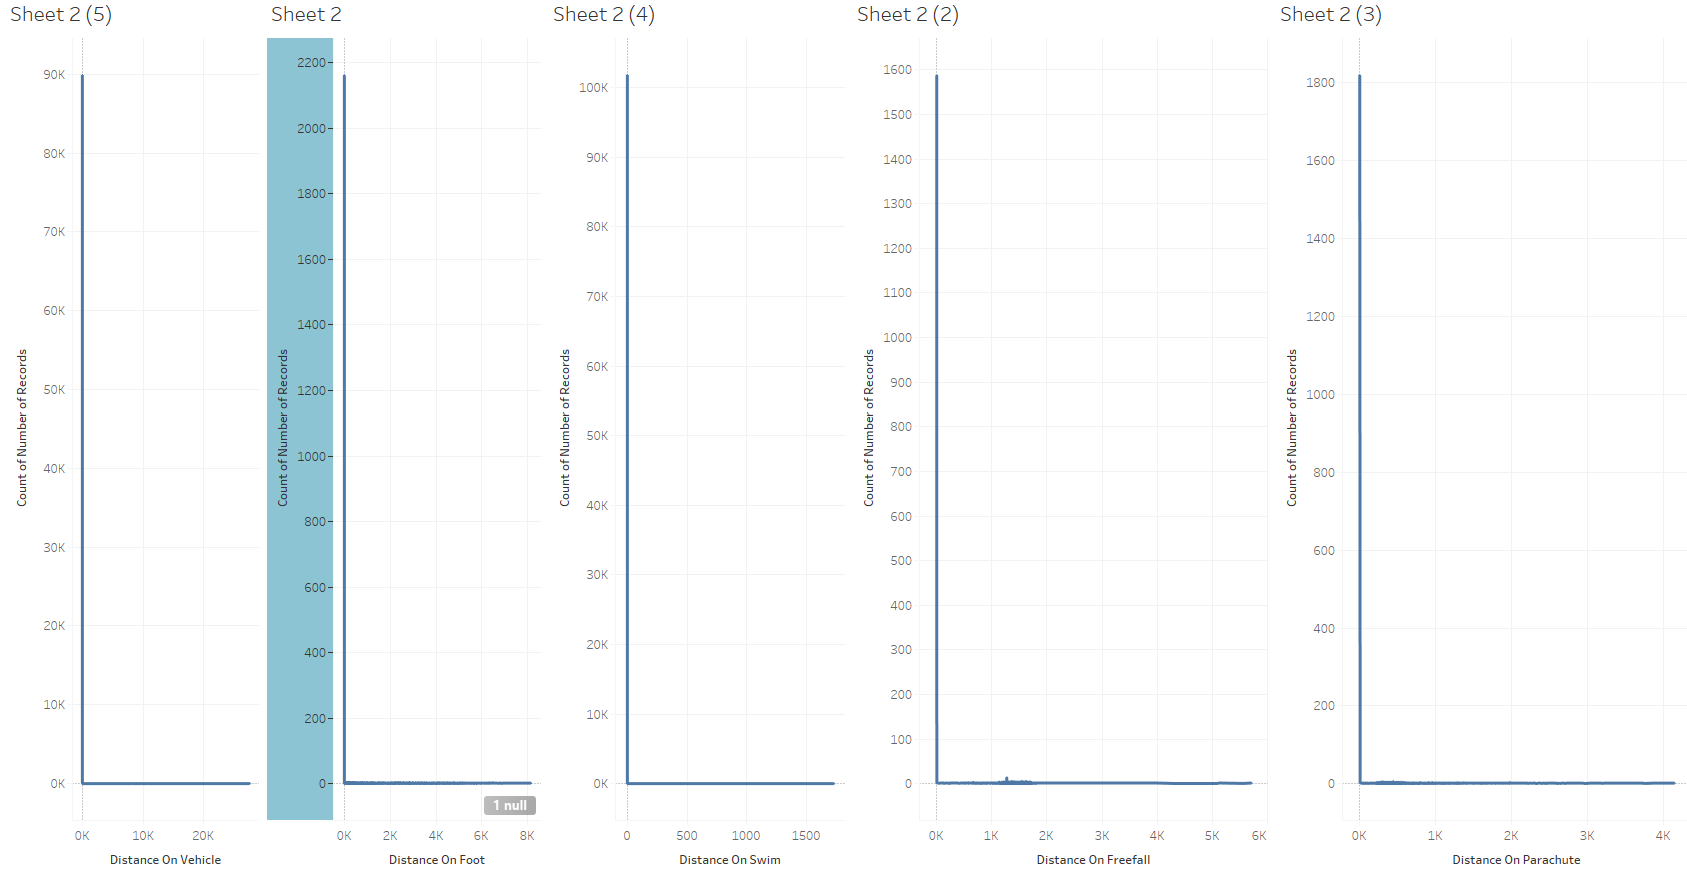 Sheet 2 (5)
Sheet 2
Sheet 2 (4)
Sheet 2 (2)
Sheet 2 (3)
Count of Number of Records
90K
80K
70K
60K
50K
40K
30K
20K
10K
0K
0K 10K 20K
Distance On Vehicle
Count of Number of Records
2200
2000
1800
1600
1400
1200
1000
800
600
400
200
0
1 null
0K 2K 4K 6K 8K
Distance On Foot
Count of Number of Records
100K
90K
80K
70K
60K
50K
40K
30K
20K
10K
0K
0 500 1000 1500
Distance On Swim
Count of Number of Records
1600
1500
1400
1300
1200
1100
1000
900
800
700
600
500
400
300
200
100
0
0K 1K 2K 3K 4K 5K 6K
Distance On Freefall
Count of Number of Records
1800
1600
1400
1200
1000
800
600
400
200
0
0K 1K 2K 3K 4K
Distance On Parachute